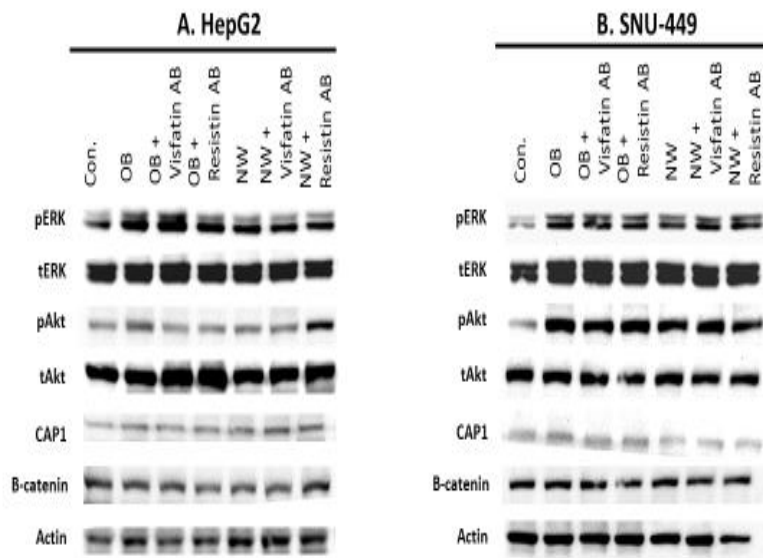 A. HepG2
Con.
OB
OB +
Visfatin AB
OB +
Resistin AB
NW
NW +
Visfatin AB
NW +
Resistin AB
pERK
tERK
pAkt
tAkt
CAP1
B-catenin
Actin
B. SNU-449
Con.
OB
OB +
Visfatin AB
OB +
Resistin AB
NW
NW +
Visfatin AB
NW +
Resistin AB
pERK
tERK
pAkt
tAkt
CAP1
B-catenin
Actin